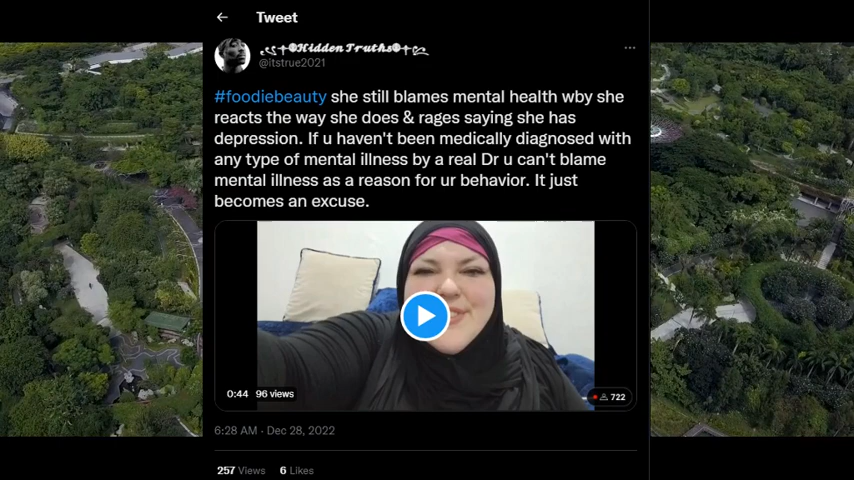 Tweet
Hidden Truths
@itstrue2021
#foodiebeauty she still blames mental health wby she
reacts the way she does & rages saying she has
depression. If u haven't been medically diagnosed with
any type of mental illness by a real Dr u can't blame
mental illness as a reason for ur behavior. It just
becomes an excuse.
0:44 96 views
722
6:28 AM · Dec 28, 2022
257 Views 6 Likes